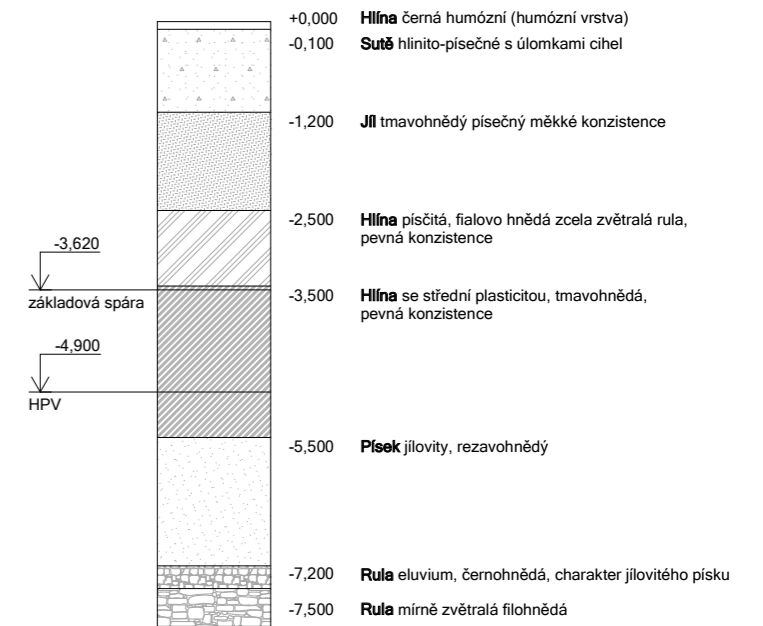 +0,000 Hlína černá humózní (humózní vrstva)
-0,100 Sutě hlinito-písečné s úlomkami cihel
-1,200 Jíl tmavohnědý písečný měkké konzistence
-2,500 Hlína písčitá, fialovo hnědá zcela zvětralá rula,
pevná konzistence
-3,620
základová spára
-3,500 Hlína se střední plasticitou, tmavohnědá,
pevná konzistence
-4,900
HPV
-5,500 Písek jílovity, rezavohnědý
-7,200 Rula eluvium, černohnědá, charakter jílovitého písku
-7,500 Rula mírně zvětralá filohnědá